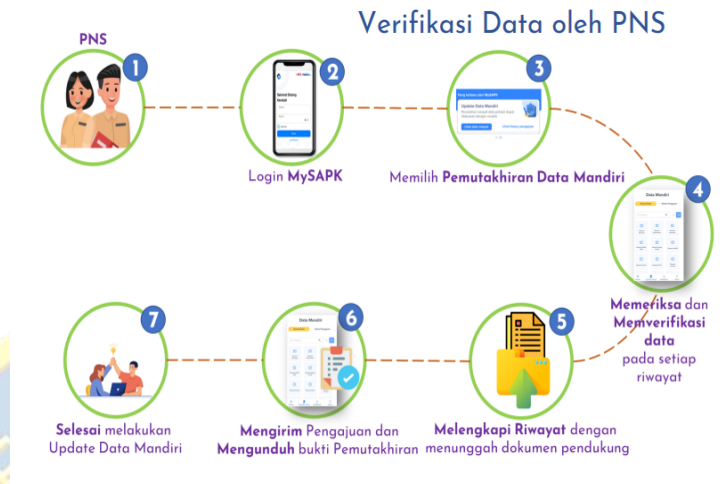 Verifikasi Data oleh PNS
PNS
1
2
Login MySAPK
3
Update Data Mandiri
Memilih Pemutakhiran Data Mandiri
4
Data Mandiri
Memeriksa dan
Memverifikasi
data
pada setiap
riwayat
5
Melengkapi Riwayat dengan
menunggah dokumen pendukung
6
Data Mandiri
Mengirim Pengajuan dan
Mengunduh bukti Pemutakhiran
7
Selesai melakukan
Update Data Mandiri